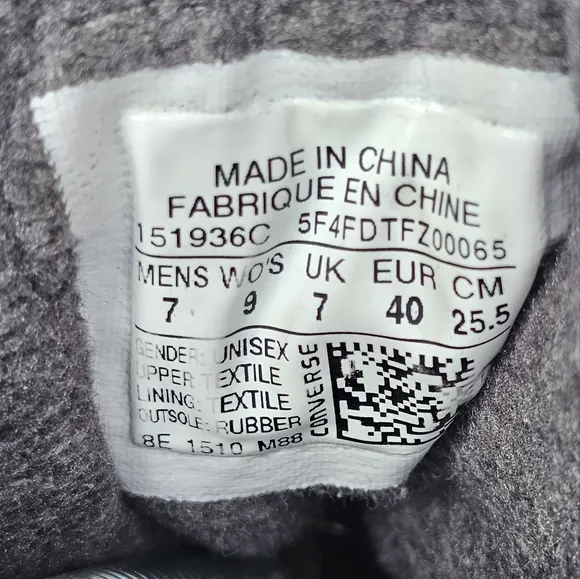 MADE IN CHINA
FABRIQUE EN CHINE
151936C 5F4FDTFZ00065
MENS WO'S UK EUR CM
7 9 7 40 25.5
GENDER: UNISEX
UPPER: TEXTILE
LINING: TEXTILE
OUTSOLE: RUBBER
8E 1510 M88
CONVERSE